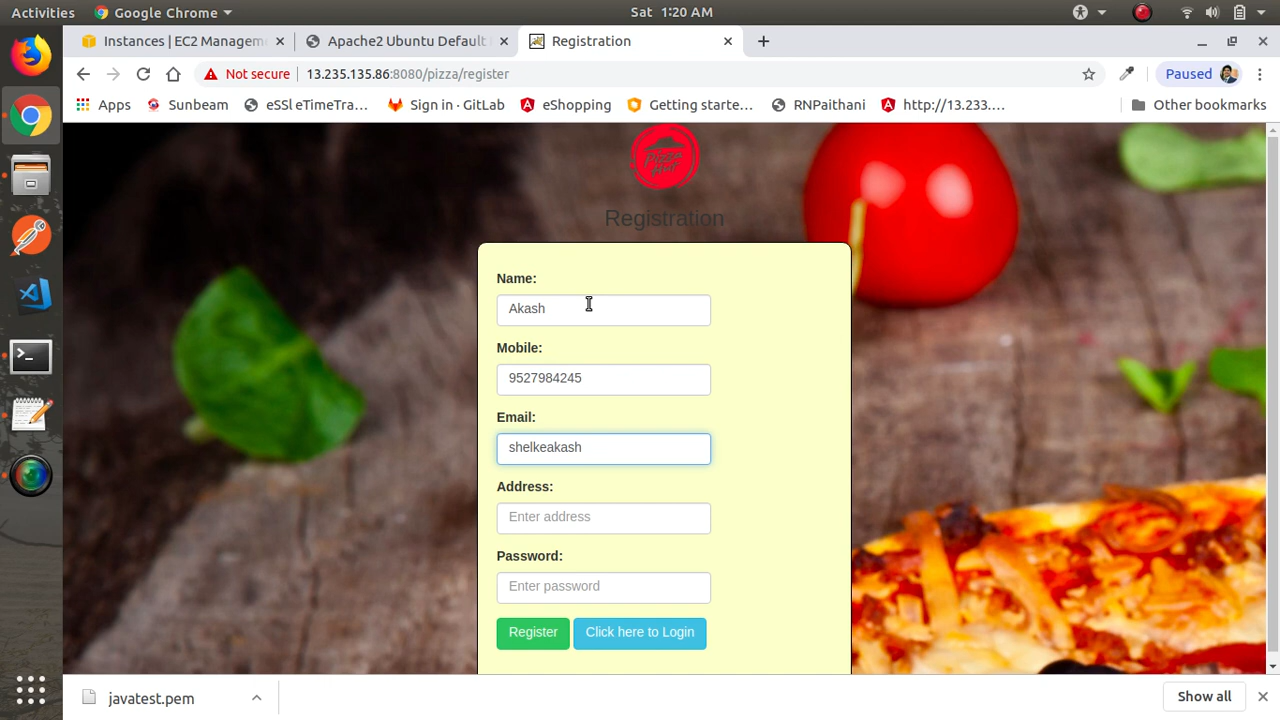 Activities Google Chrome Sat 1:20 AM
Instances | EC2 Managem Apache2 Ubuntu Default Registration
Not secure 13.235.135.86:8080/pizza/register Paused
Apps Sunbeam eSSl eTimeTra... Sign in · GitLab eShopping Getting starte... RNPaithani http://13.233.... Other bookmarks
Pizza
Hut
Registration
Name:
Akash
Mobile:
9527984245
Email:
shelkeakash
Address:
Enter address
Password:
Enter password
Register Click here to Login
javatest.pem Show all